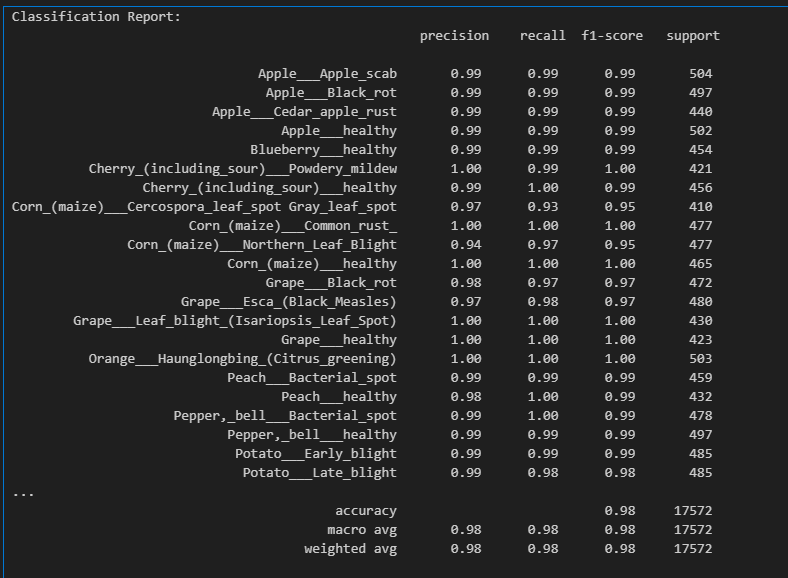 Classification Report:
precision recall f1-score support
Apple___Apple_scab 0.99 0.99 0.99 504
Apple___Black_rot 0.99 0.99 0.99 497
Apple___Cedar_apple_rust 0.99 0.99 0.99 440
Apple___healthy 0.99 0.99 0.99 502
Blueberry___healthy 0.99 0.99 0.99 454
Cherry_(including_sour)___Powdery_mildew 1.00 0.99 1.00 421
Cherry_(including_sour)___healthy 0.99 1.00 0.99 456
Corn_(maize)___Cercospora_leaf_spot Gray_leaf_spot 0.97 0.93 0.95 410
Corn_(maize)___Common_rust_ 1.00 1.00 1.00 477
Corn_(maize)___Northern_Leaf_Blight 0.94 0.97 0.95 477
Corn_(maize)___healthy 1.00 1.00 1.00 465
Grape___Black_rot 0.98 0.97 0.97 472
Grape___Esca_(Black_Measles) 0.97 0.98 0.97 480
Grape___Leaf_blight_(Isariopsis_Leaf_Spot) 1.00 1.00 1.00 430
Grape___healthy 1.00 1.00 1.00 423
Orange___Haunglongbing_(Citrus_greening) 1.00 1.00 1.00 503
Peach___Bacterial_spot 0.99 0.99 0.99 459
Peach___healthy 0.98 1.00 0.99 432
Pepper,_bell___Bacterial_spot 0.99 1.00 0.99 478
Pepper,_bell___healthy 0.99 0.99 0.99 497
Potato___Early_blight 0.99 0.99 0.99 485
Potato___Late_blight 0.99 0.98 0.98 485
...
accuracy 0.98 17572
macro avg 0.98 0.98 0.98 17572
weighted avg 0.98 0.98 0.98 17572